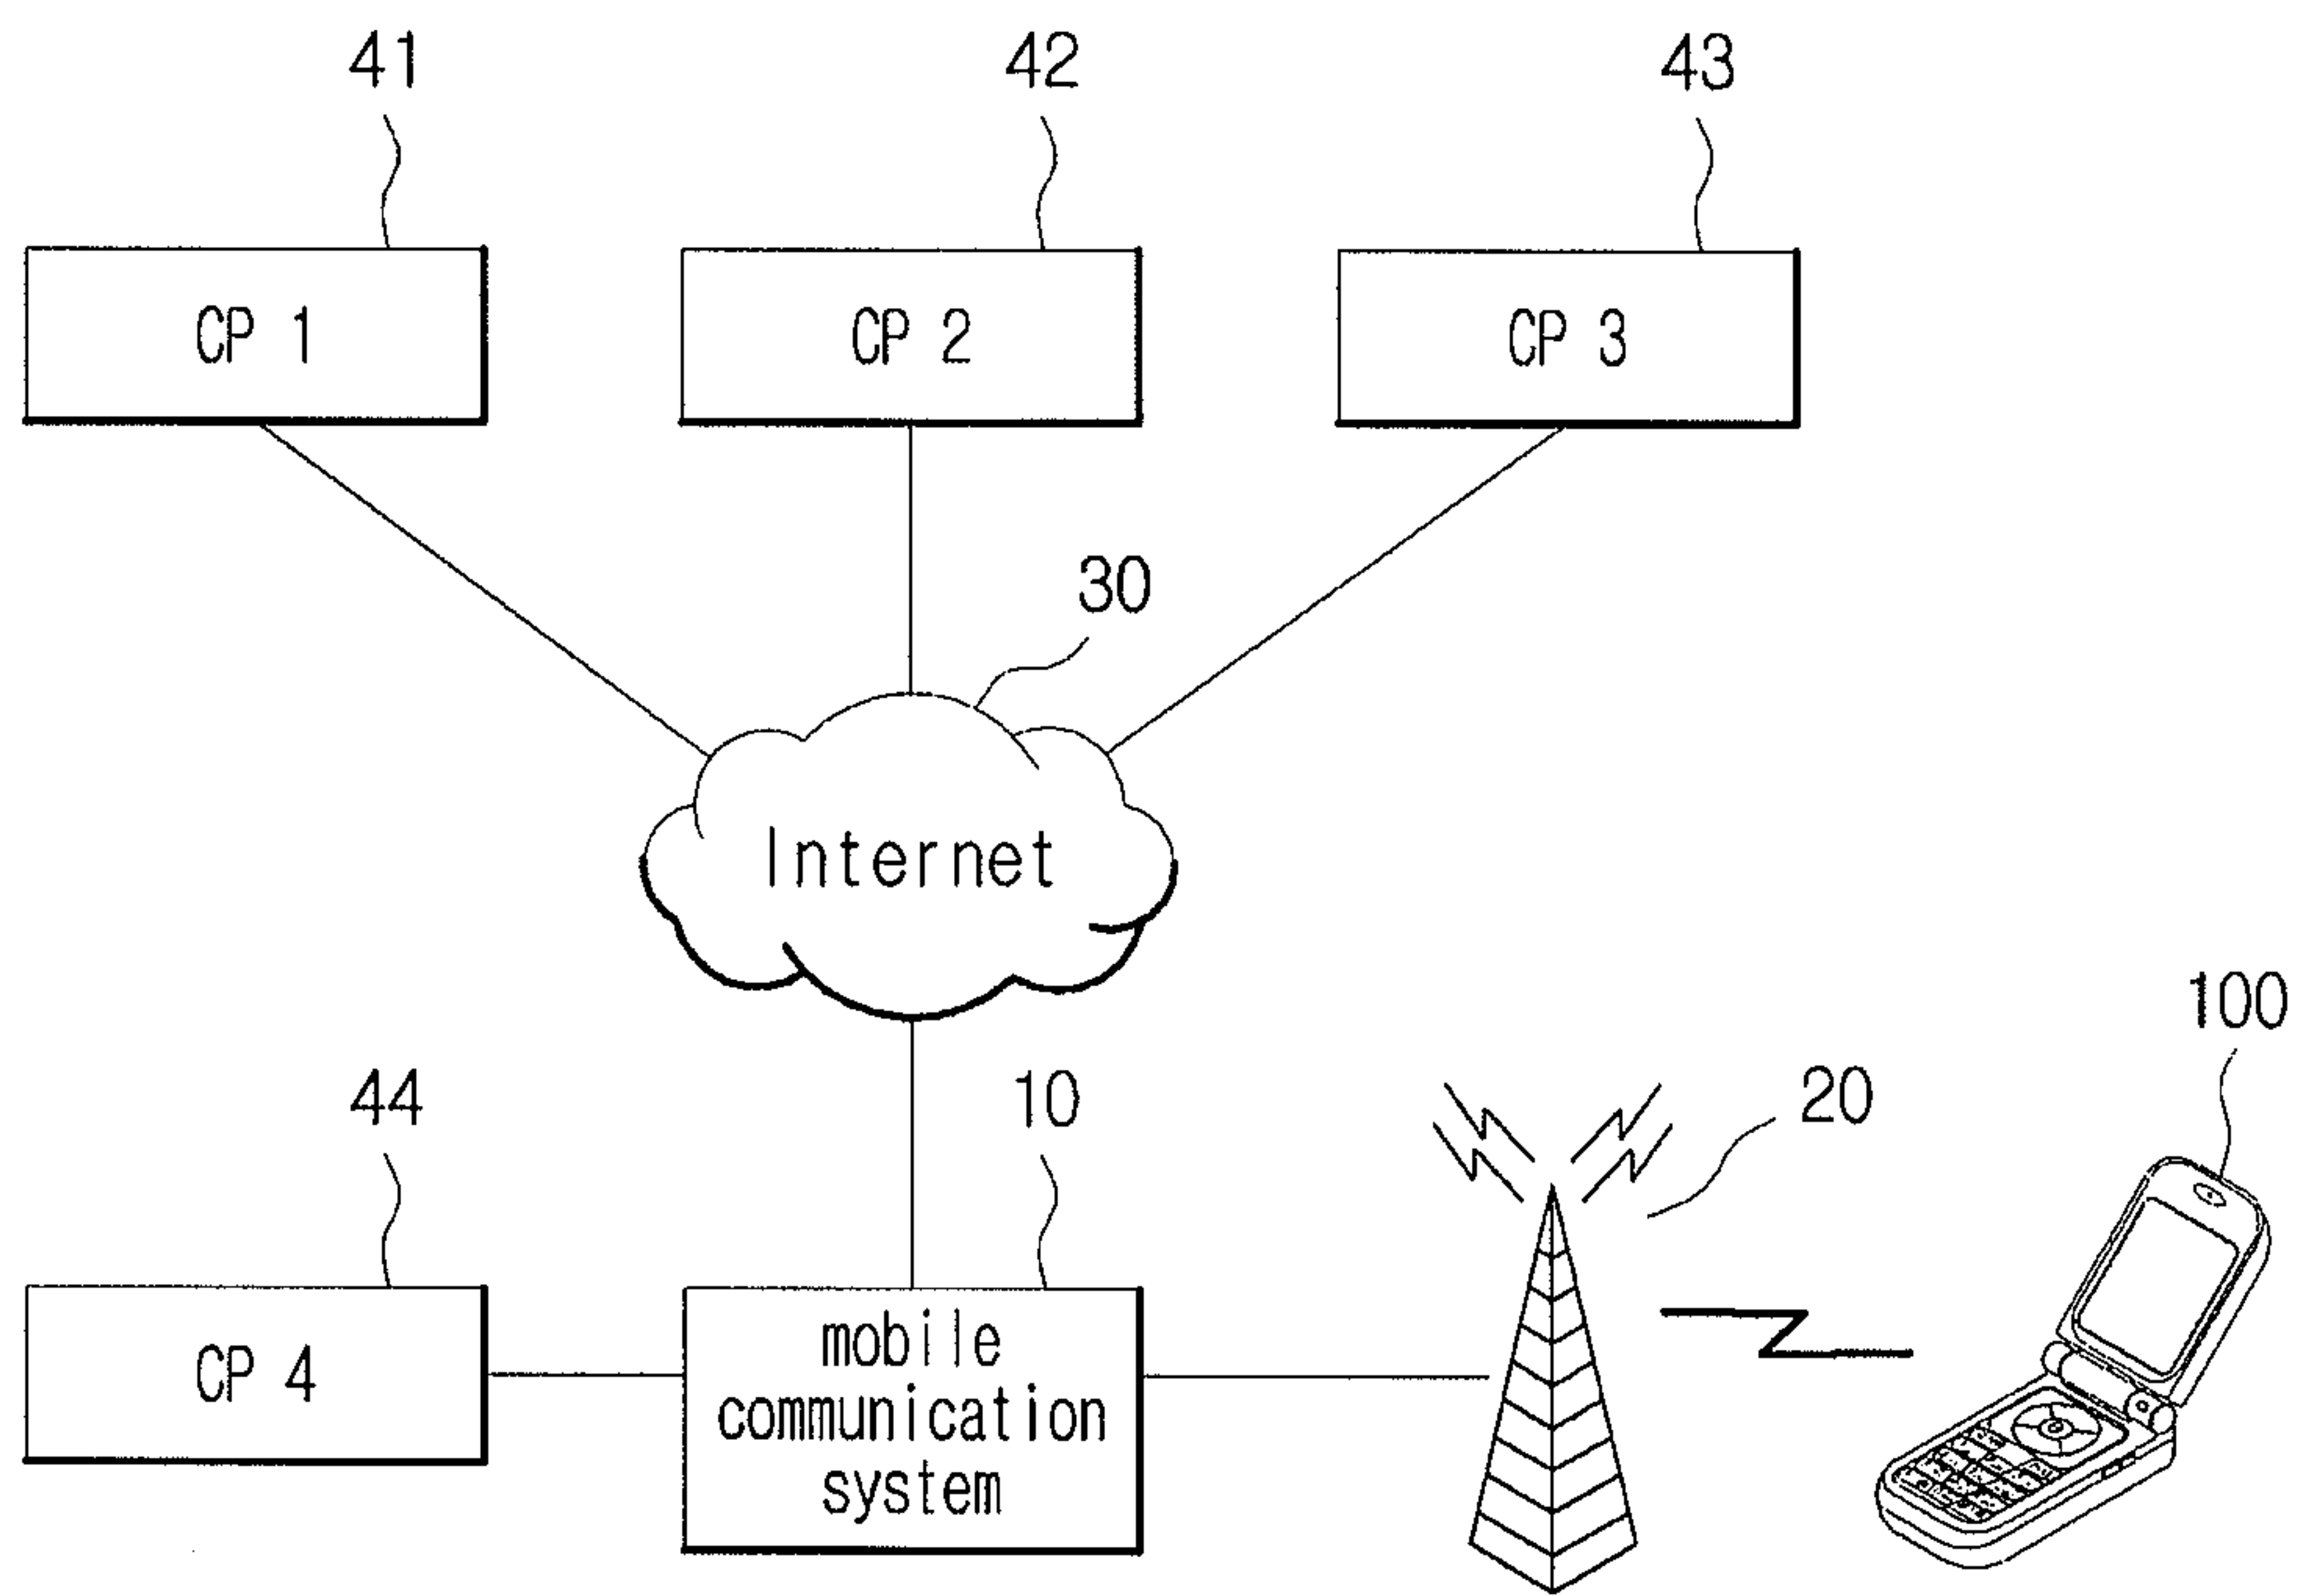 41
42
43
CP 1
CP 2
CP 3
30
Internet
100
44
10
20
CP 4
mobile
communication
system